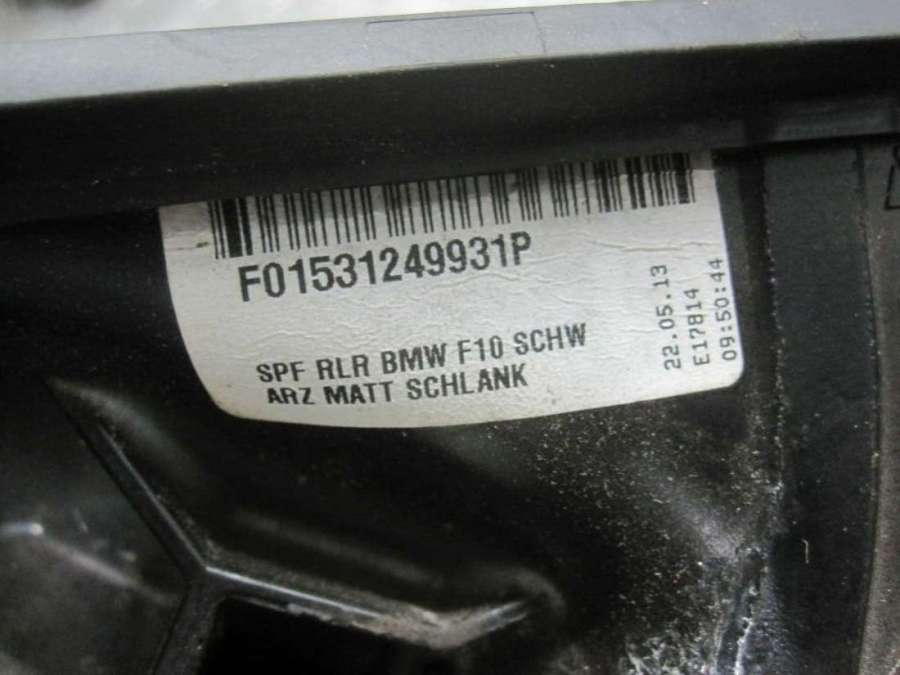 F01531249931P
SPF RLR BMW F10 SCHW
ARZ MATT SCHLANK
22.05.13
E17814
09:50:44